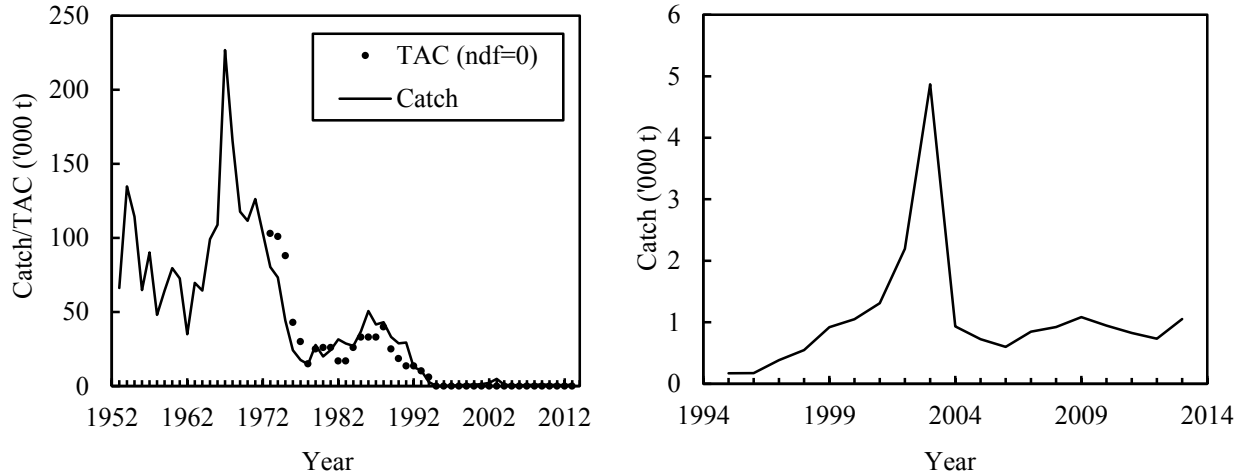 250
200
150
100
50
0
Catch/TAC ('000 t)
TAC (ndf=0)
Catch
1952 1962 1972 1982 1992 2002 2012
Year
6
5
4
3
2
1
0
Catch ('000 t)
1994 1999 2004 2009 2014
Year